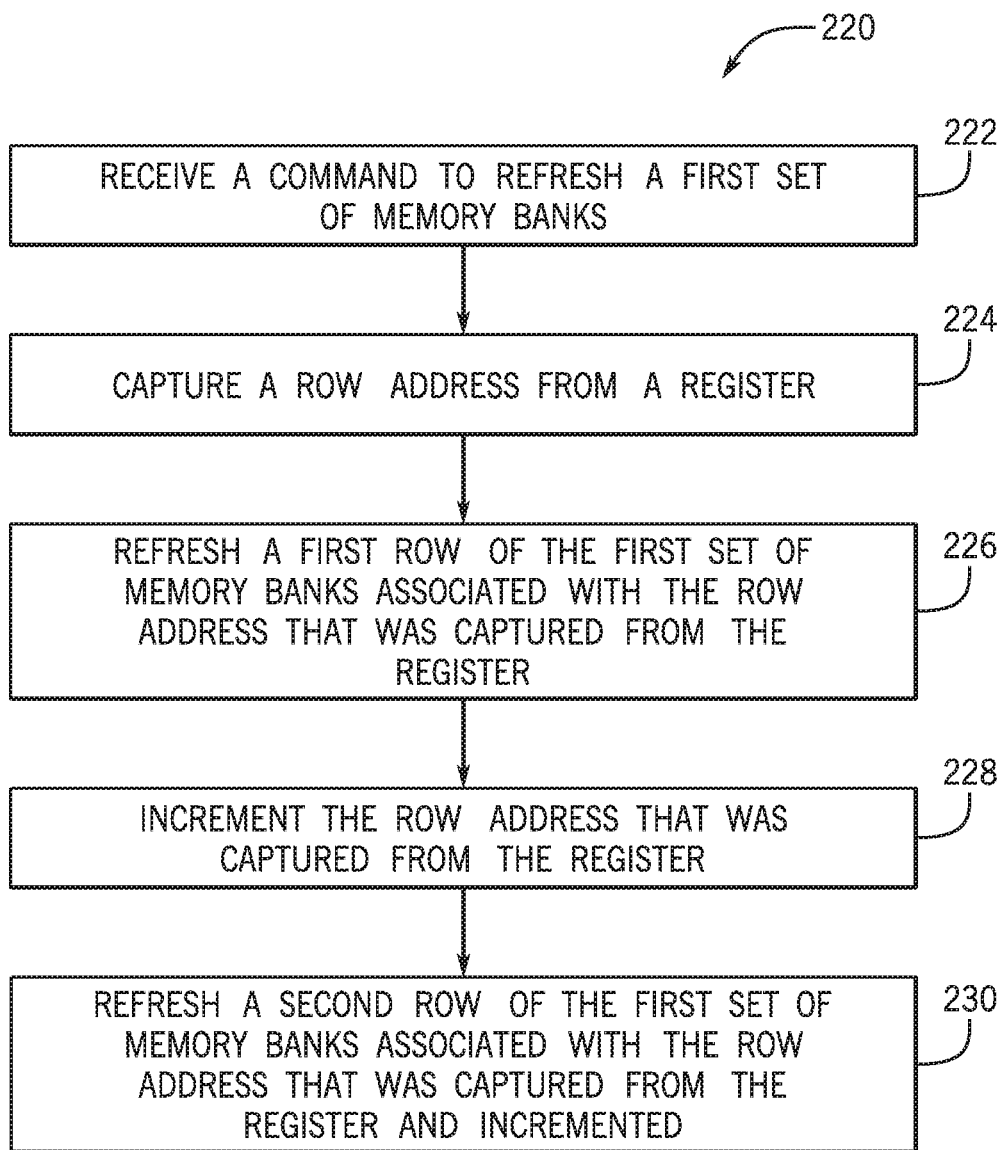 220
222
RECEIVE A COMMAND TO REFRESH A FIRST SET
OF MEMORY BANKS
224
CAPTURE A ROW ADDRESS FROM A REGISTER
226
REFRESH A FIRST ROW OF THE FIRST SET OF
MEMORY BANKS ASSOCIATED WITH THE ROW
ADDRESS THAT WAS CAPTURED FROM THE
REGISTER
228
INCREMENT THE ROW ADDRESS THAT WAS
CAPTURED FROM THE REGISTER
230
REFRESH A SECOND ROW OF THE FIRST SET OF
MEMORY BANKS ASSOCIATED WITH THE ROW
ADDRESS THAT WAS CAPTURED FROM THE
REGISTER AND INCREMENTED